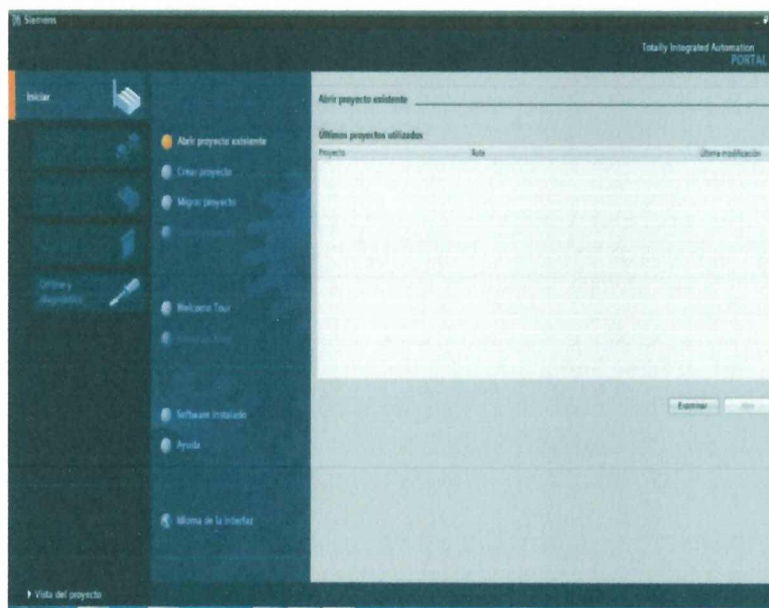 Siemens
Totally Integrated Automation
PORTAL
Iniciar
Online y
diagnóstico
Abrir proyecto existente
Crear proyecto
Migrar proyecto
Welcome Tour
Software instalado
Ayuda
Idioma de la interfaz
Abrir proyecto existente
Últimos proyectos utilizados
Proyecto Ruta Última modificación
Examinar
Vista del proyecto